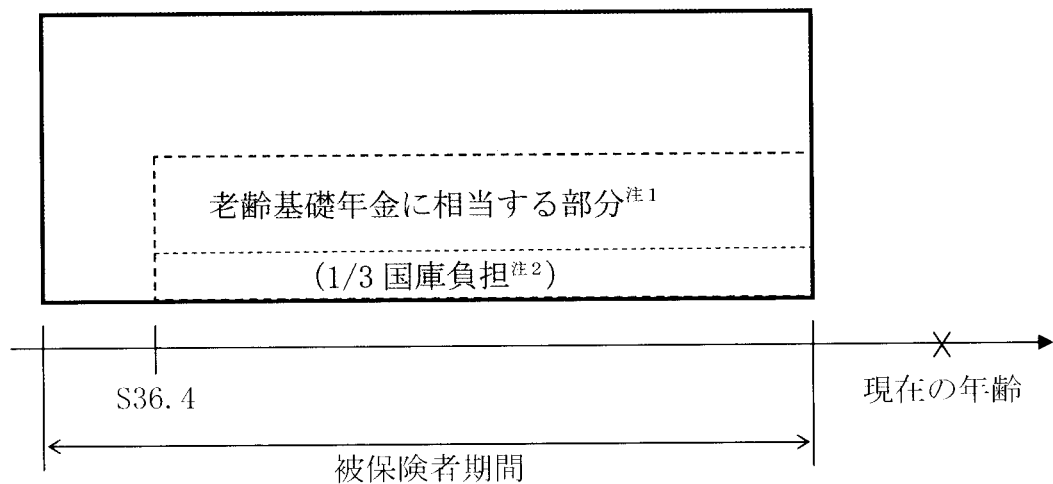 老齢基礎年金に相当する部分注1
(1/3 国庫負担注2)
S36.4
現在の年齢
被保険者期間